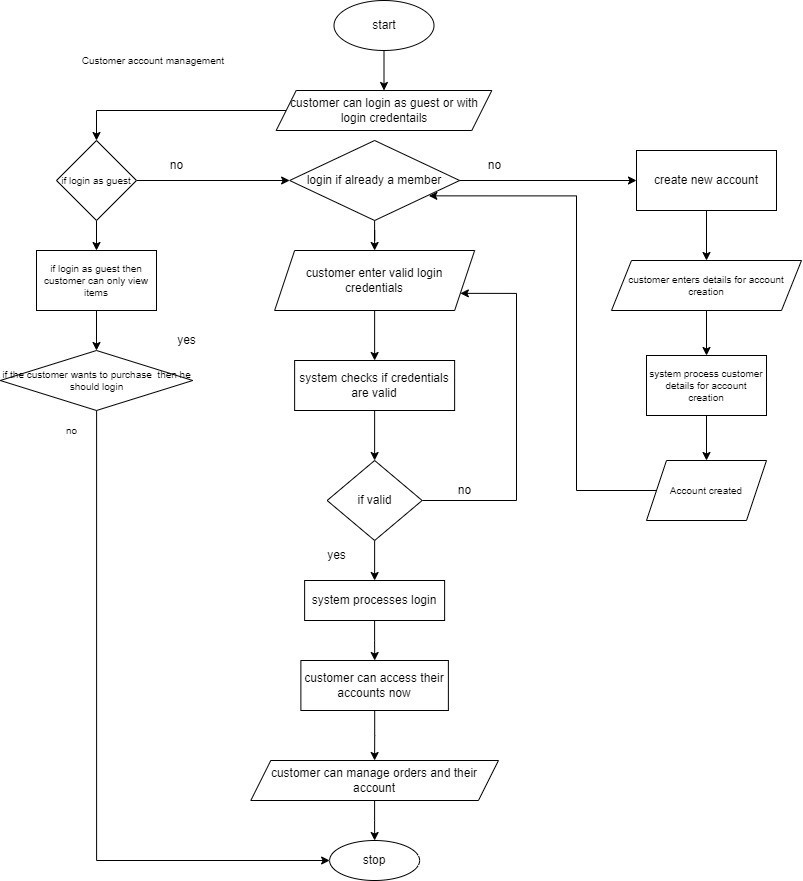 start
Customer account management
customer can login as guest or with
login credentails
if login as guest
no
login if already a member
no
create new account
if login as guest then
customer can only view
items
customer enter valid login
credentials
customer enters details for account
creation
yes
if the customer wants to purchase then he
should login
system checks if credentials
are valid
system process customer
details for account
creation
no
if valid
no
Account created
yes
system processes login
customer can access their
accounts now
customer can manage orders and their
account
stop